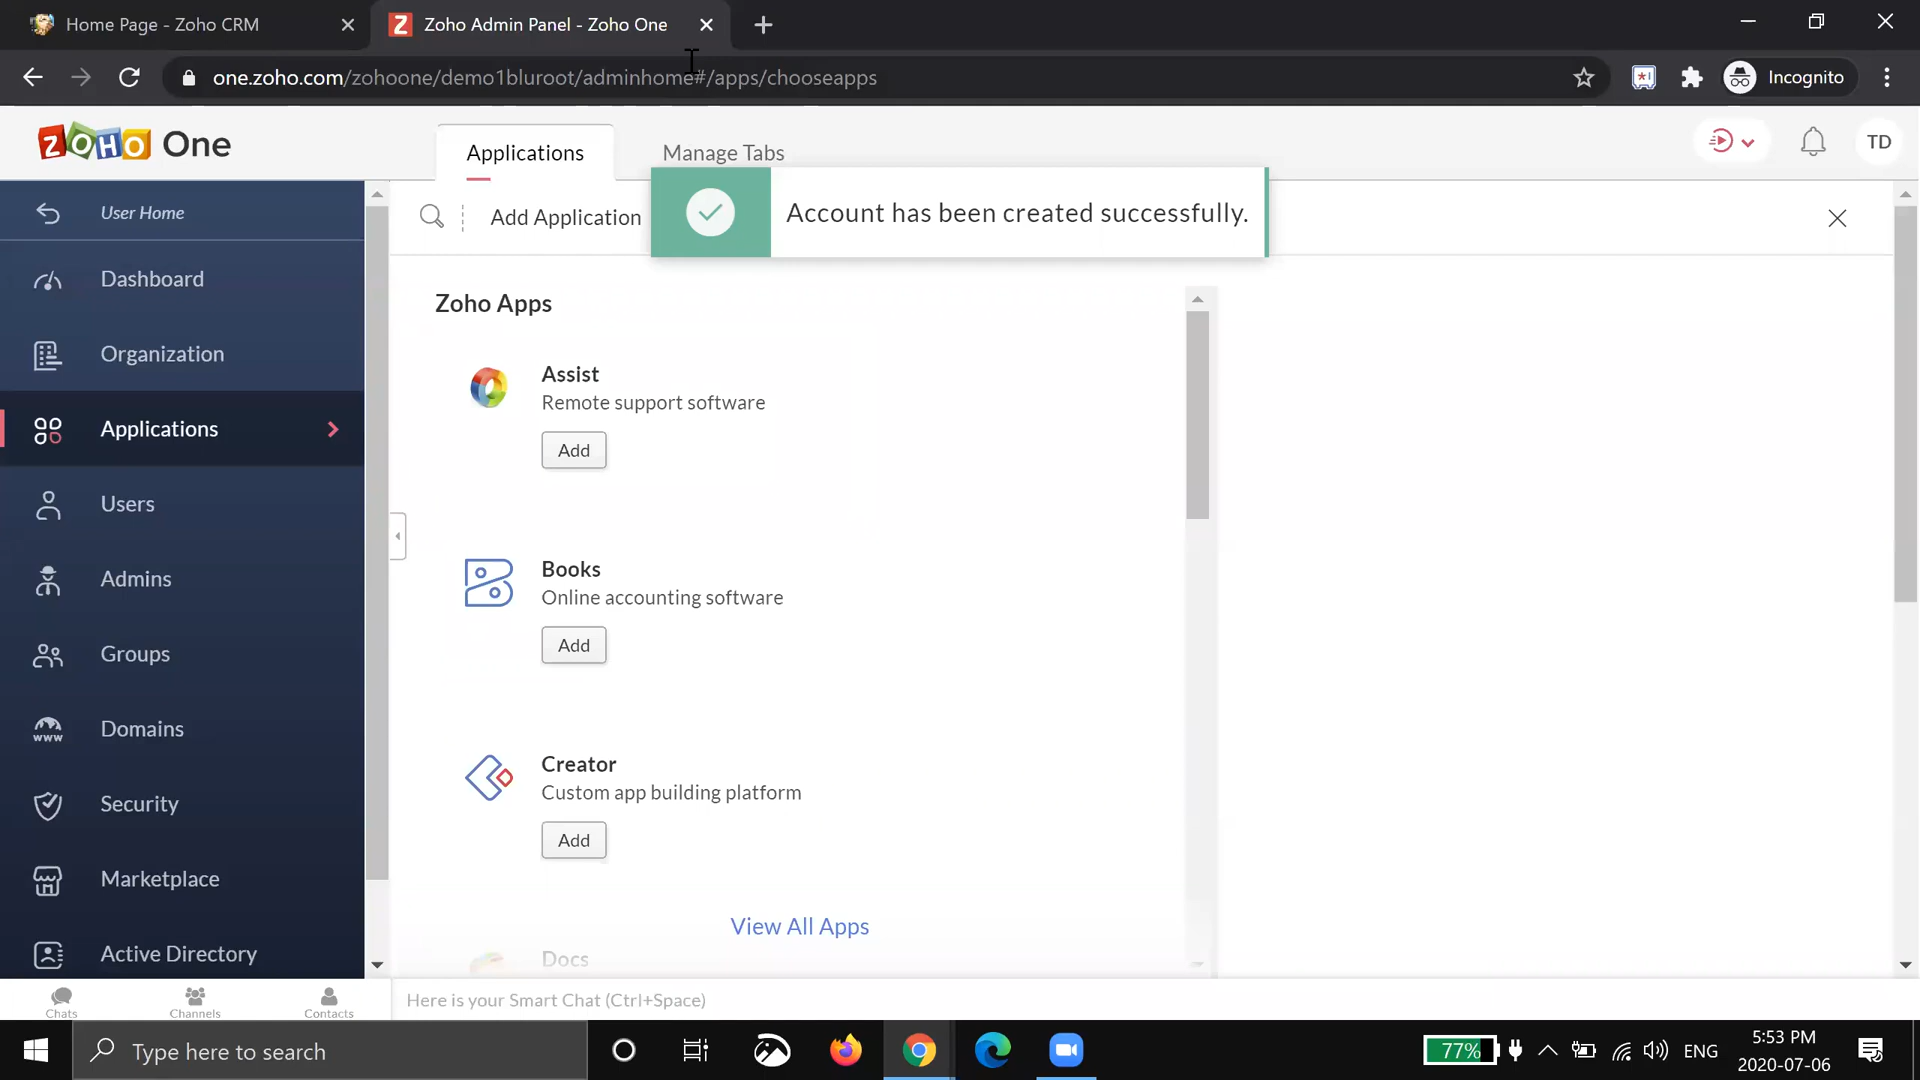 Home Page - Zoho CRM
Zoho Admin Panel - Zoho One
one.zoho.com/zohoone/demo1bluroot/adminhome#/apps/chooseapps
Incognito
ZOHO One
Applications
Manage Tabs
TD
User Home
Add Application
Account has been created successfully.
Dashboard
Organization
Applications
Users
Admins
Groups
Domains
Security
Marketplace
Active Directory
Zoho Apps
Assist
Remote support software
Add
Books
Online accounting software
Add
Creator
Custom app building platform
Add
View All Apps
Docs
Chats
Channels
Contacts
Here is your Smart Chat (Ctrl+Space)
Type here to search
77%
ENG
5:53 PM
2020-07-06